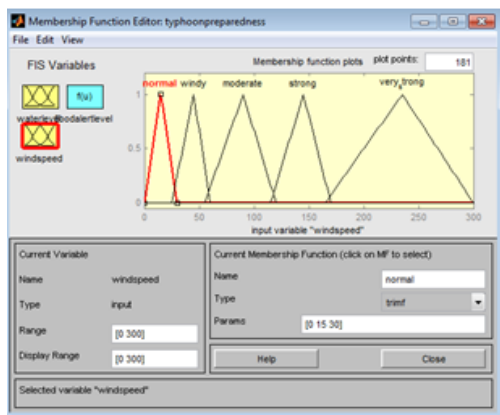 Membership Function Editor: typhoonpreparedness
File Edit View
FIS Variables
Membership function plots plot points: 181
f(u)
waterlevel floodalertlevel
windspeed
normal windy moderate strong very_strong
1
0.5
0
0 50 100 150 200 250 300
input variable "windspeed"
Current Variable
Name windspeed
Type input
Range [0 300]
Display Range [0 300]
Current Membership Function (click on MF to select)
Name normal
Type trimf
Params [0 15 30]
Help Close
Selected variable "windspeed"